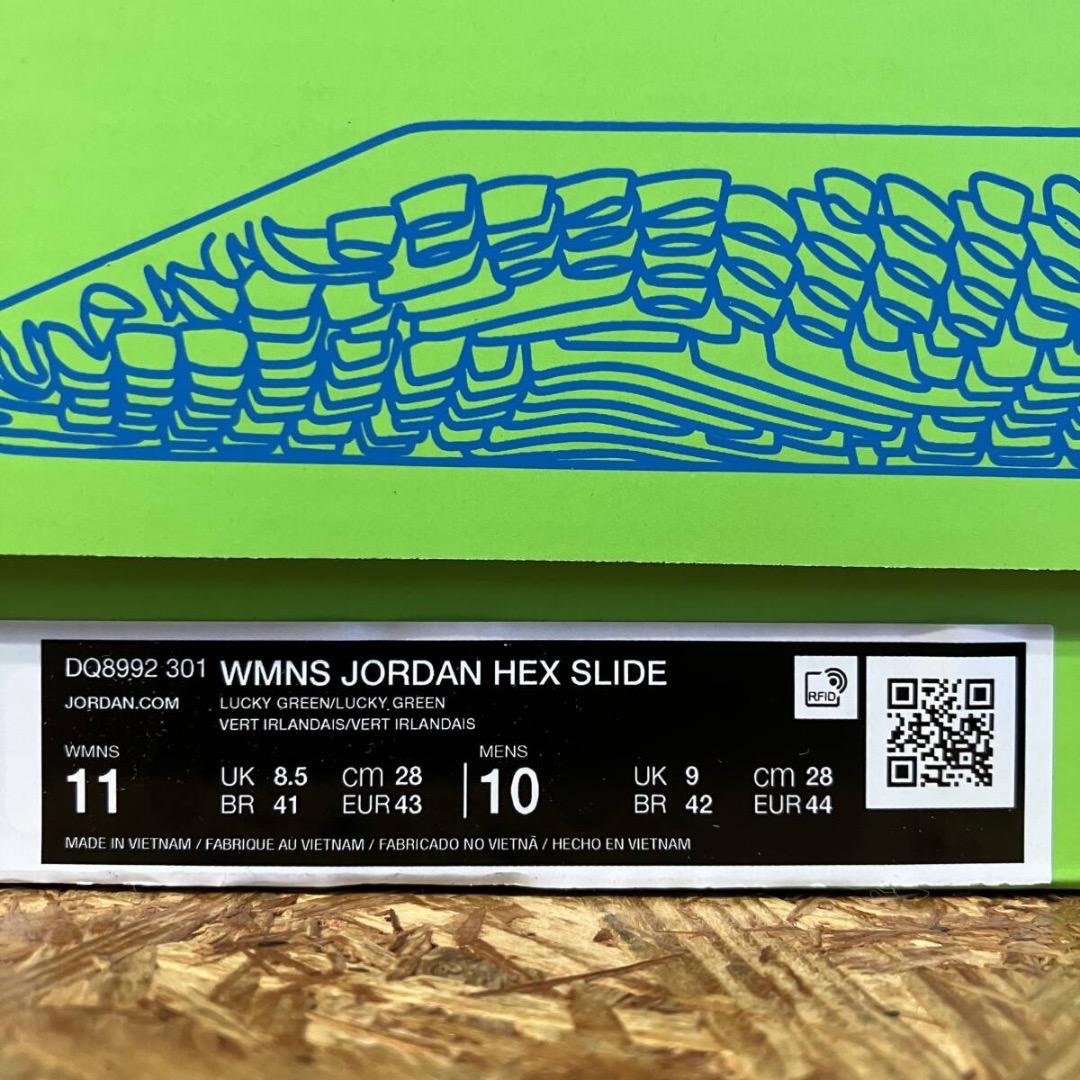 DQ8992 301 WMNS JORDAN HEX SLIDE
JORDAN.COM LUCKY GREEN/LUCKY GREEN
VERT IRLANDAIS/VERT IRLANDAIS
RFID
WMNS MENS
11 UK 8.5 cm 28 10 UK 9 cm 28
BR 41 EUR 43 BR 42 EUR 44
MADE IN VIETNAM / FABRIQUE AU VIETNAM / FABRICADO NO VIETNÃ / HECHO EN VIETNAM